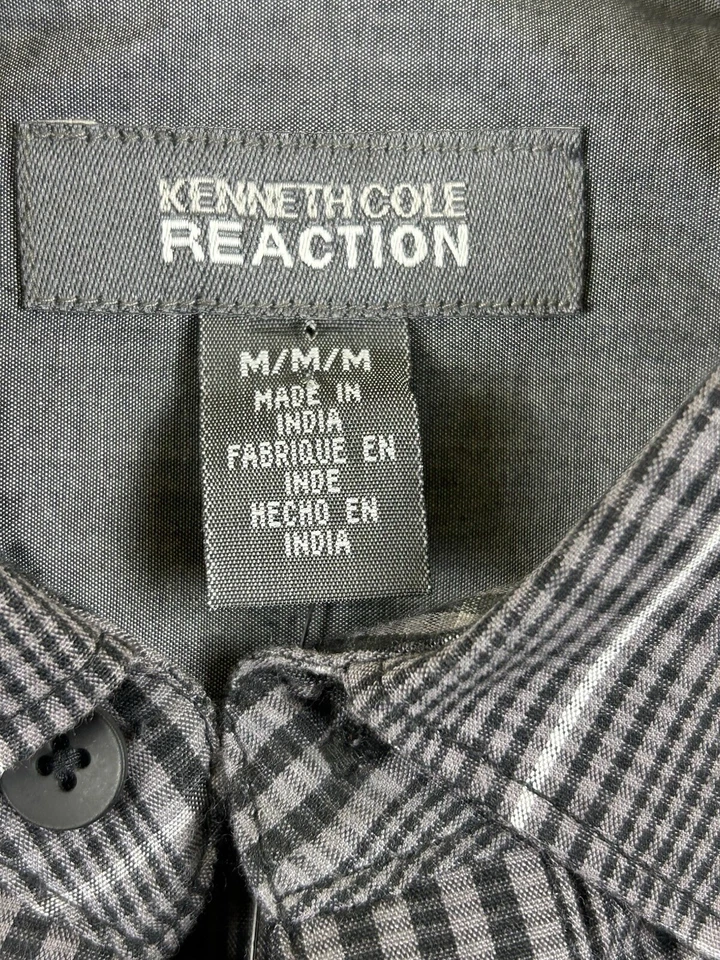 KENNETH COLE
REACTION
M/M/M
MADE IN
INDIA
FABRIQUE EN
INDE
HECHO EN
INDIA